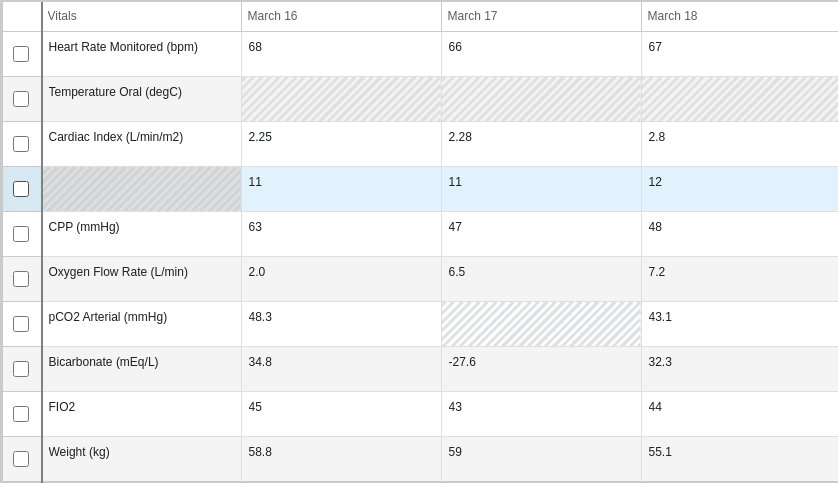 Vitals March 16 March 17 March 18
Heart Rate Monitored (bpm) 68 66 67
Temperature Oral (degC)
Cardiac Index (L/min/m2) 2.25 2.28 2.8
11 11 12
CPP (mmHg) 63 47 48
Oxygen Flow Rate (L/min) 2.0 6.5 7.2
pCO2 Arterial (mmHg) 48.3 43.1
Bicarbonate (mEq/L) 34.8 -27.6 32.3
FIO2 45 43 44
Weight (kg) 58.8 59 55.1